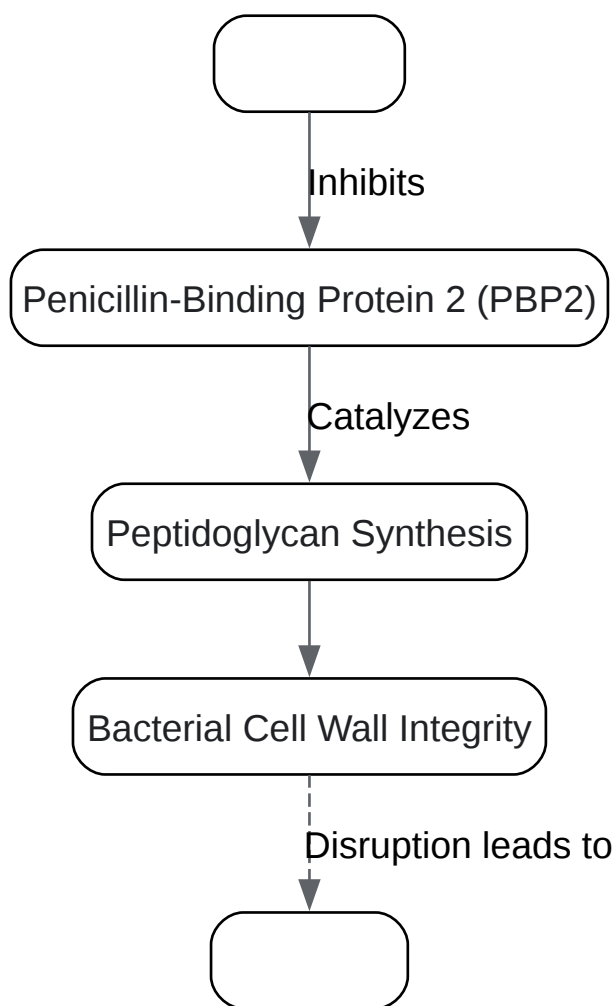 Inhibits
Penicillin-Binding Protein 2 (PBP2)
Catalyzes
Peptidoglycan Synthesis
Bacterial Cell Wall Integrity
Disruption leads to